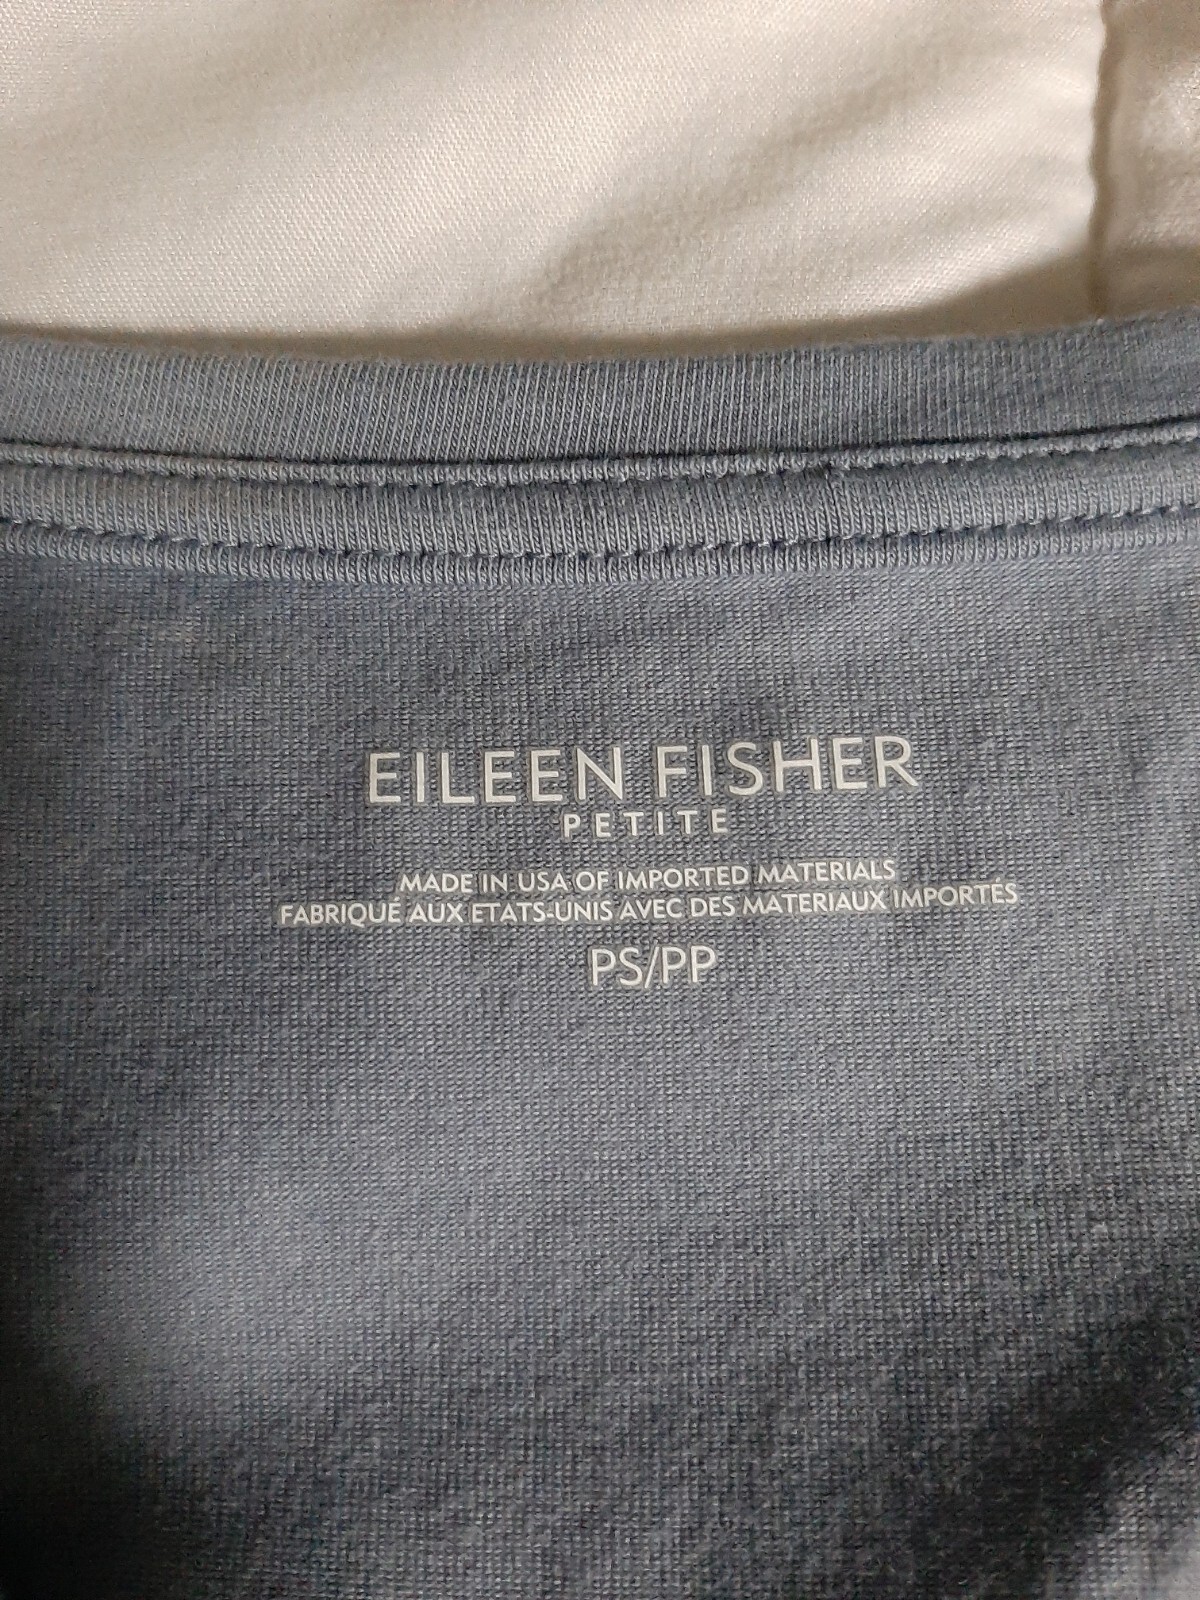 EILEEN FISHER
PETITE
MADE IN USA OF IMPORTED MATERIALS
FABRIQUÉ AUX ETATS-UNIS AVEC DES MATERIAUX IMPORTÉS
PS/PP